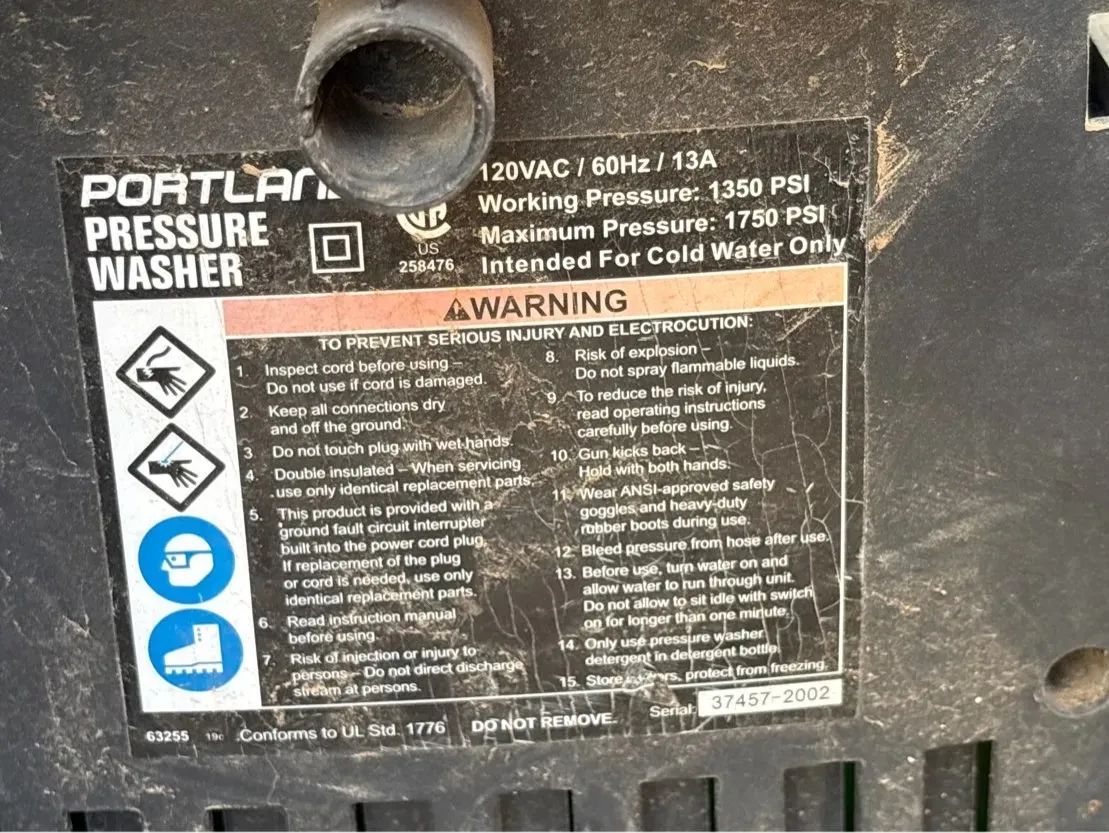 PORTLAN
PRESSURE
WASHER
US
258476
120VAC / 60Hz / 13A
Working Pressure: 1350 PSI
Maximum Pressure: 1750 PSI
Intended For Cold Water Only
WARNING
TO PREVENT SERIOUS INJURY AND ELECTROCUTION:
1. Inspect cord before using –
Do not use if cord is damaged.
2. Keep all connections dry
and off the ground.
3. Do not touch plug with wet hands.
4. Double insulated – When servicing
use only identical replacement parts.
5. This product is provided with a
ground fault circuit interrupter
built into the power cord plug.
If replacement of the plug
or cord is needed, use only
identical replacement parts.
6. Read instruction manual
before using.
7. Risk of injection or injury to
persons – Do not direct discharge
stream at persons.
8. Risk of explosion –
Do not spray flammable liquids.
9. To reduce the risk of injury,
read operating instructions
carefully before using.
10. Gun kicks back –
Hold with both hands.
11. Wear ANSI-approved safety
goggles and heavy-duty
rubber boots during use.
12. Bleed pressure from hose after use.
13. Before use, turn water on and
allow water to run through unit.
Do not allow to sit idle with switch
on for longer than one minute.
14. Only use pressure washer
detergent in detergent bottle.
15. Store protect from freezing.
Serial: 37457-2002
63255 19c Conforms to UL Std. 1776 DO NOT REMOVE.